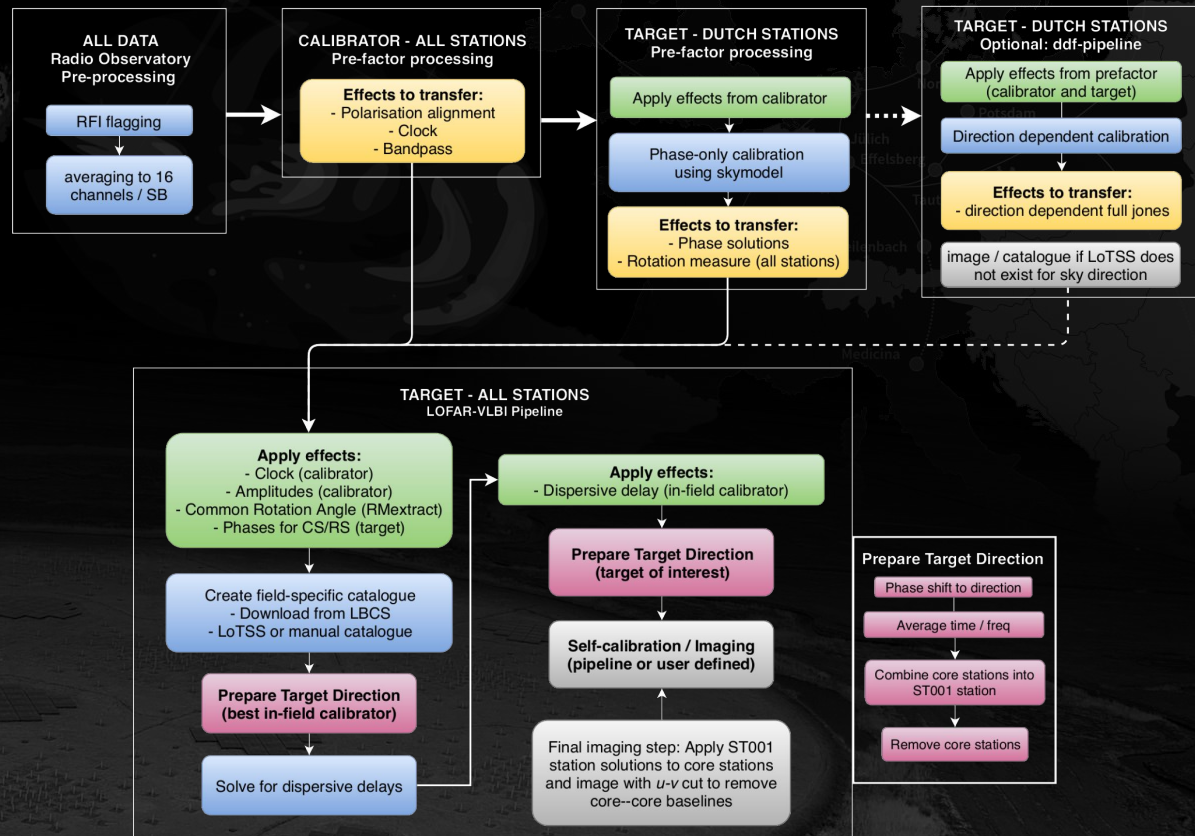 ALL DATA
Radio Observatory
Pre-processing
RFI flagging
averaging to 16
channels / SB
CALIBRATOR - ALL STATIONS
Pre-factor processing
Effects to transfer:
- Polarisation alignment
- Clock
- Bandpass
TARGET - DUTCH STATIONS
Pre-factor processing
Apply effects from calibrator
Phase-only calibration
using skymodel
Effects to transfer:
- Phase solutions
- Rotation measure (all stations)
TARGET - DUTCH STATIONS
Optional: ddf-pipeline
Apply effects from prefactor
(calibrator and target)
Potsdam
Direction dependent calibration
Jülich
Effelsberg
Effects to transfer:
- direction dependent full jones
image / catalogue if LoTSS does
not exist for sky direction
Medicina
TARGET - ALL STATIONS
LOFAR-VLBI Pipeline
Apply effects:
- Clock (calibrator)
- Amplitudes (calibrator)
- Common Rotation Angle (RMextract)
- Phases for CS/RS (target)
Create field-specific catalogue
- Download from LBCS
- LoTSS or manual catalogue
Prepare Target Direction
(best in-field calibrator)
Solve for dispersive delays
Apply effects:
- Dispersive delay (in-field calibrator)
Prepare Target Direction
(target of interest)
Self-calibration / Imaging
(pipeline or user defined)
Final imaging step: Apply ST001
station solutions to core stations
and image with u-v cut to remove
core--core baselines
Prepare Target Direction
Phase shift to direction
Average time / freq
Combine core stations into
ST001 station
Remove core stations